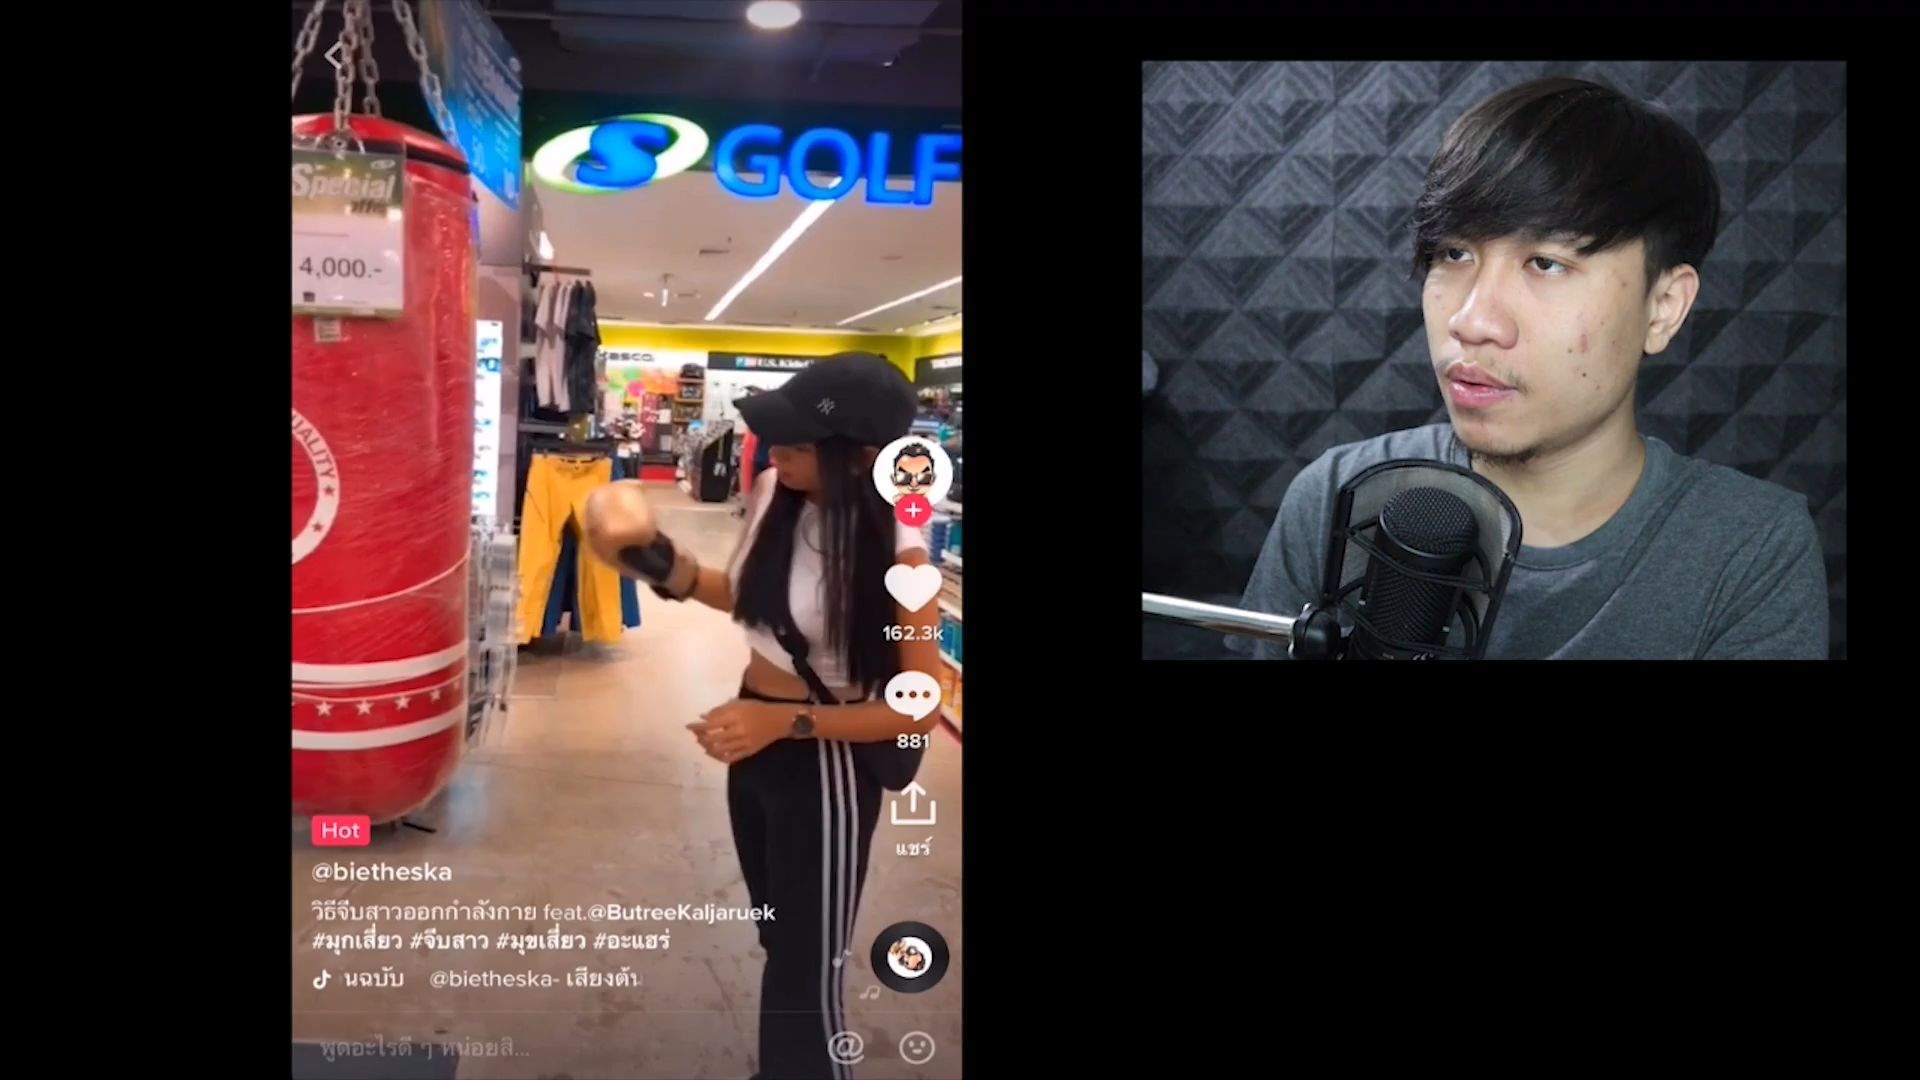 S GOLF
Special
offer
4,000.-
UALITY
162.3k
881
แชร์
Hot
@bietheska
วิธีจีบสาวออกกำลังกาย feat.@ButreeKaljaruek
#มุกเสี่ยว #จีบสาว #มุขเสี่ยว #อะแฮร่
นฉบับ @bietheska- เสียงต้น
พูดอะไรดี ๆ หน่อยสิ...